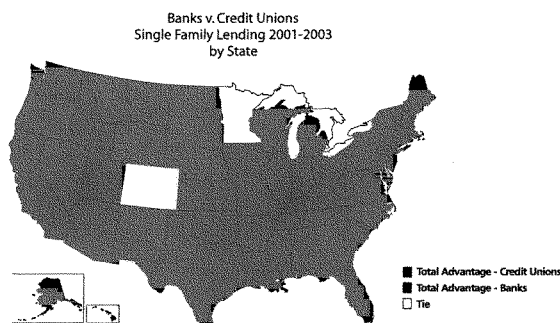 Banks v. Credit Unions
Single Family Lending 2001-2003
by State
Total Advantage - Credit Unions
Total Advantage - Banks
Tie